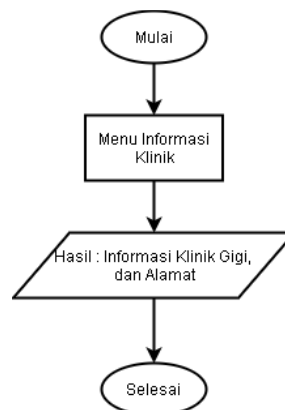 Mulai
Menu Informasi
Klinik
Hasil : Informasi Klinik Gigi,
dan Alamat
Selesai